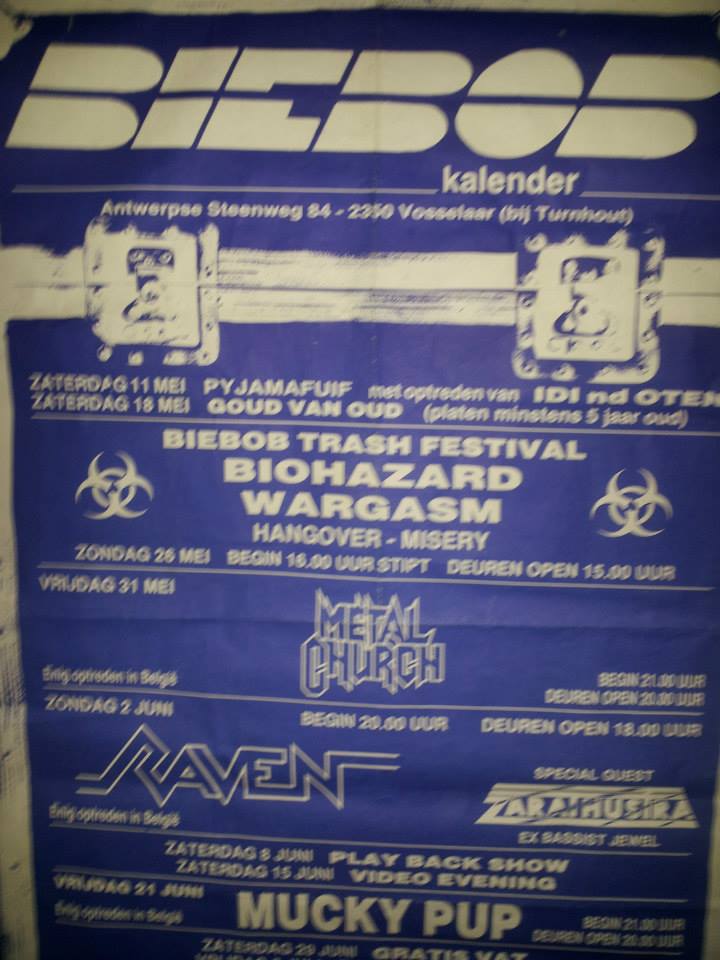 BIEBOB
kalender
Antwerpse Steenweg 84 - 2350 Vosselaar (bij Turnhout)
ZATERDAG 11 MEI PYJAMAFUIF met optreden van IDI nd OTEN
ZATERDAG 18 MEI GOUD VAN OUD (platen minstens 5 jaar oud)
BIEBOB TRASH FESTIVAL
BIOHAZARD
WARGASM
HANGOVER - MISERY
ZONDAG 26 MEI BEGIN 16.00 UUR STIPT DEUREN OPEN 15.00 UUR
VRIJDAG 31 MEI
METAL
CHURCH
Enig optreden in België
BEGIN 21.00 UUR
DEUREN OPEN 20.00 UUR
ZONDAG 2 JUNI BEGIN 20.00 UUR DEUREN OPEN 18.00 UUR
RAVEN
Enig optreden in België
SPECIAL GUEST
EX BASSIST JEWEL
ZATERDAG 8 JUNI PLAY BACK SHOW
ZATERDAG 15 JUNI VIDEO EVENING
VRIJDAG 21 JUNI
MUCKY PUP
Enig optreden in België
BEGIN 21.00 UUR
DEUREN OPEN 20.00 UUR
ZATERDAG 29 JUNI GRATIS VAT